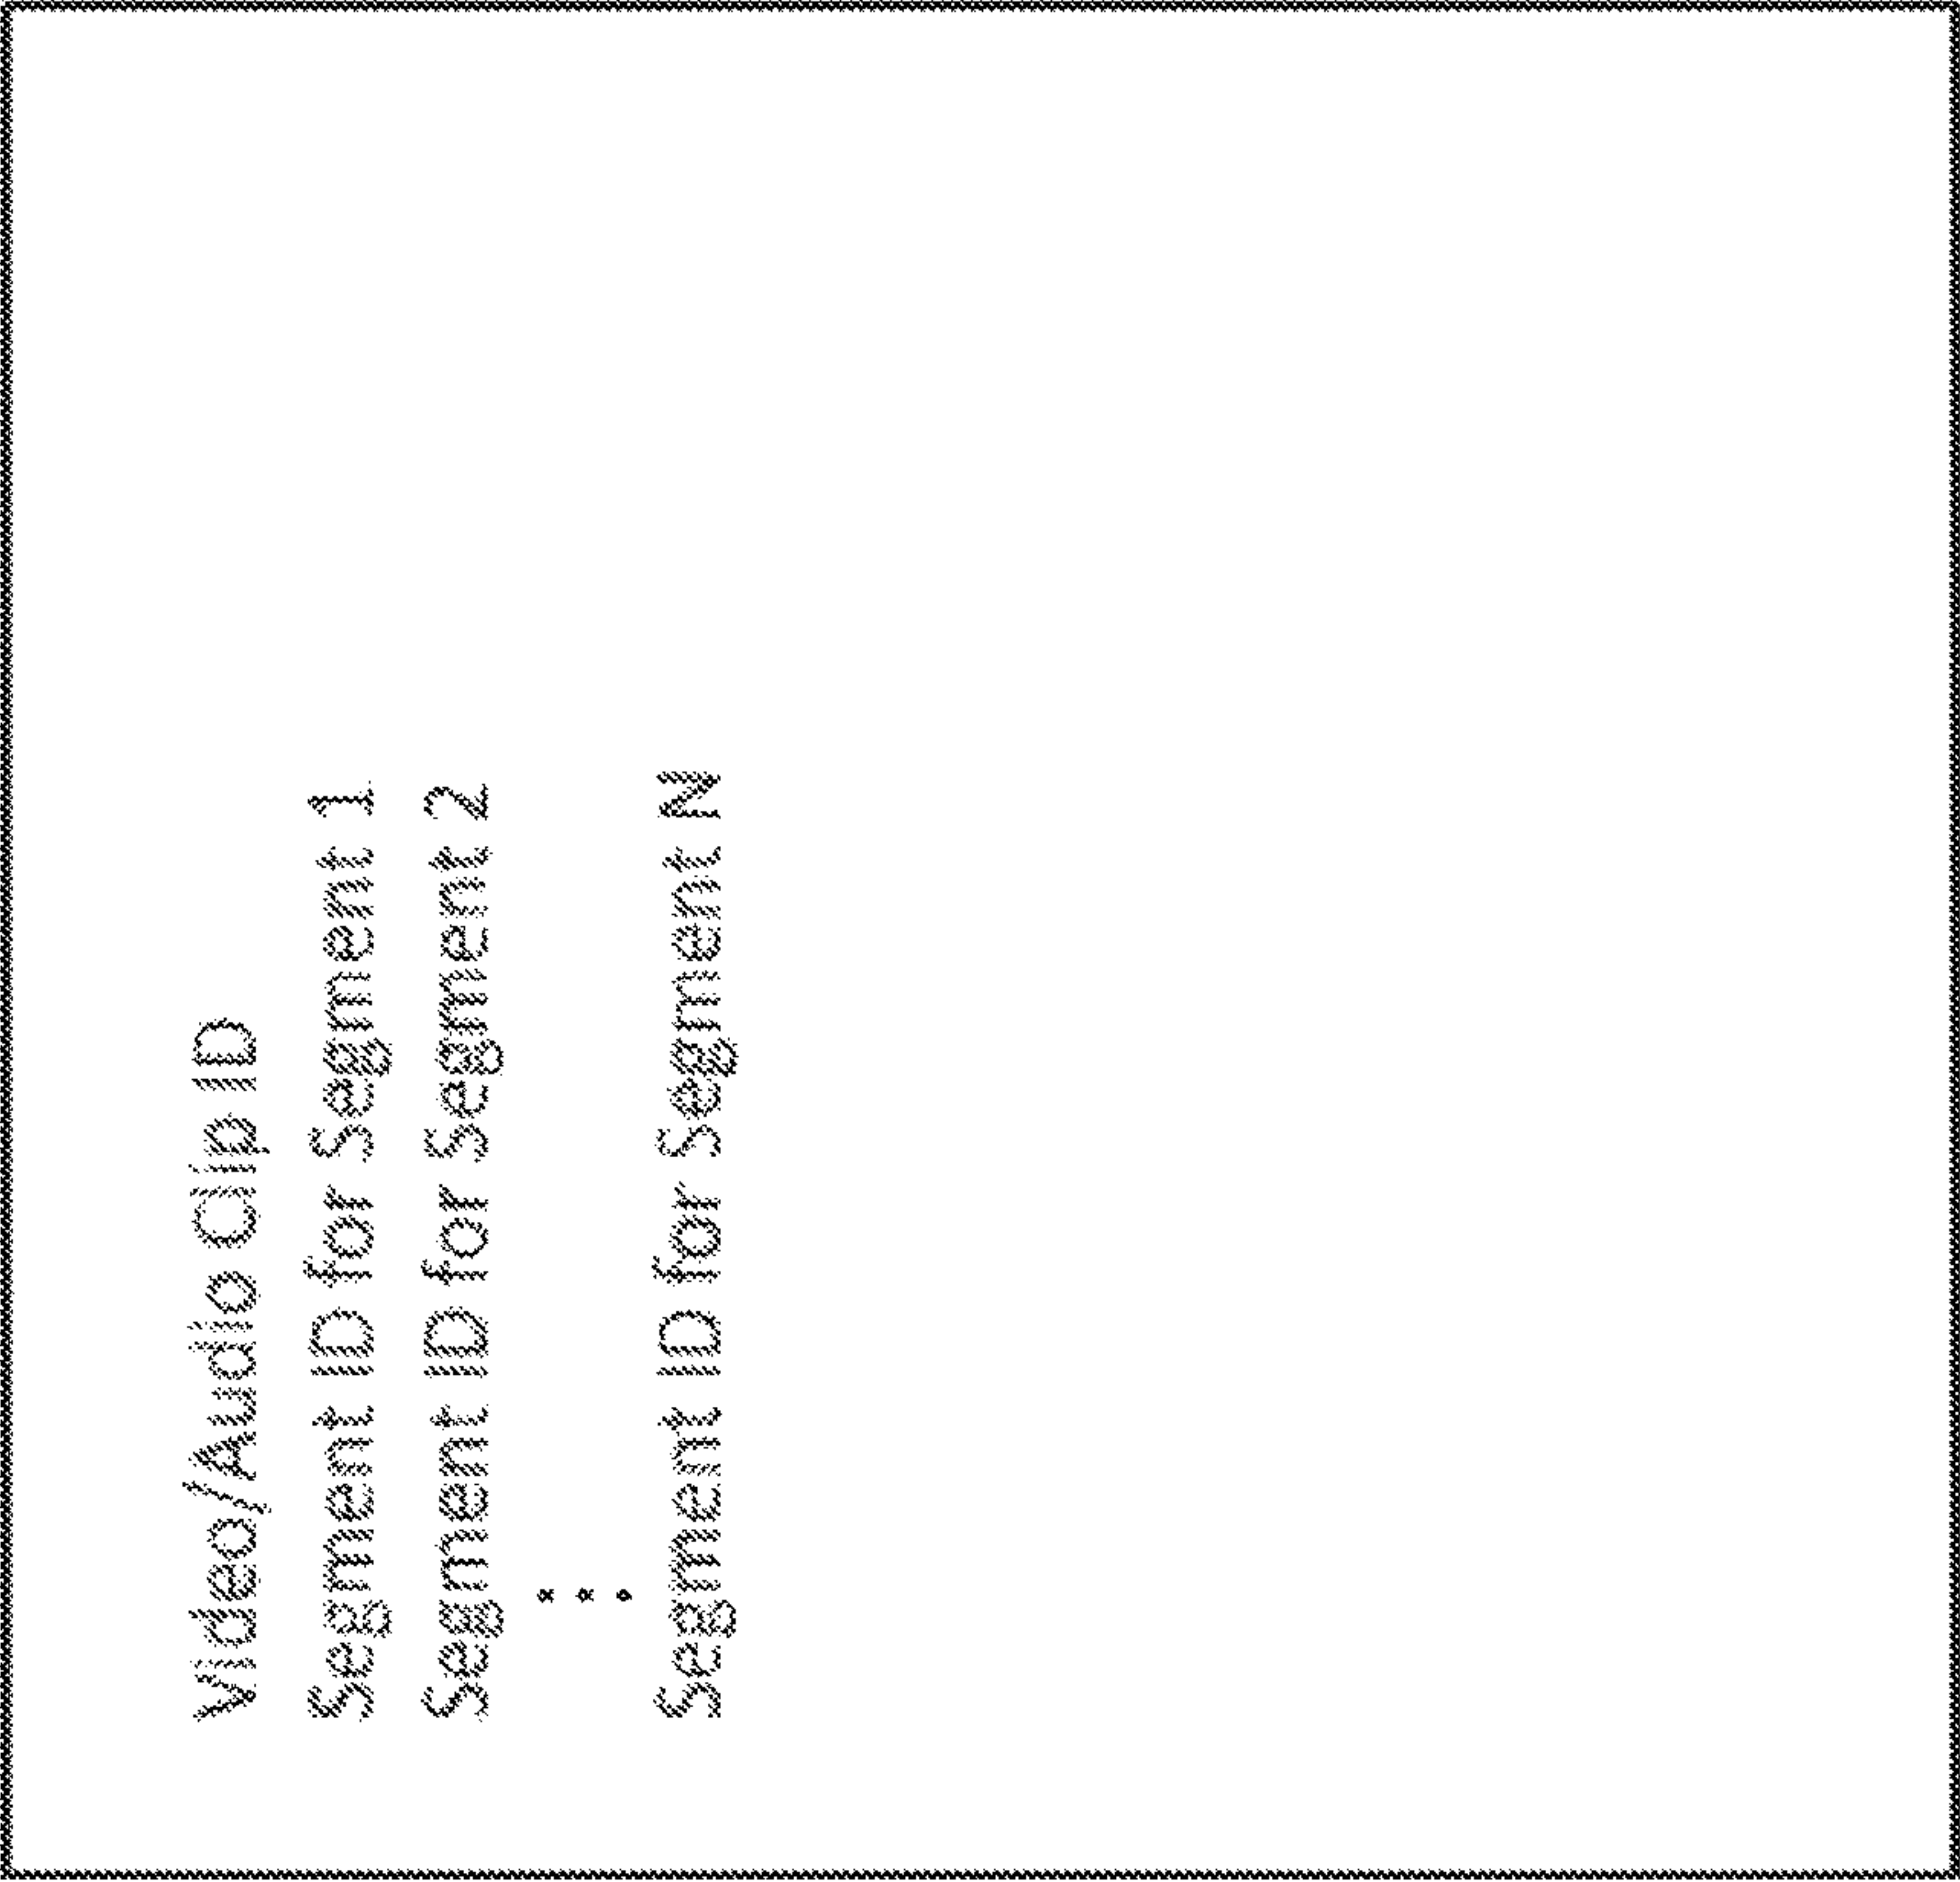 Video/Audio Clip ID
Segment ID for Segment 1
Segment ID for Segment 2
...
Segment ID for Segment N